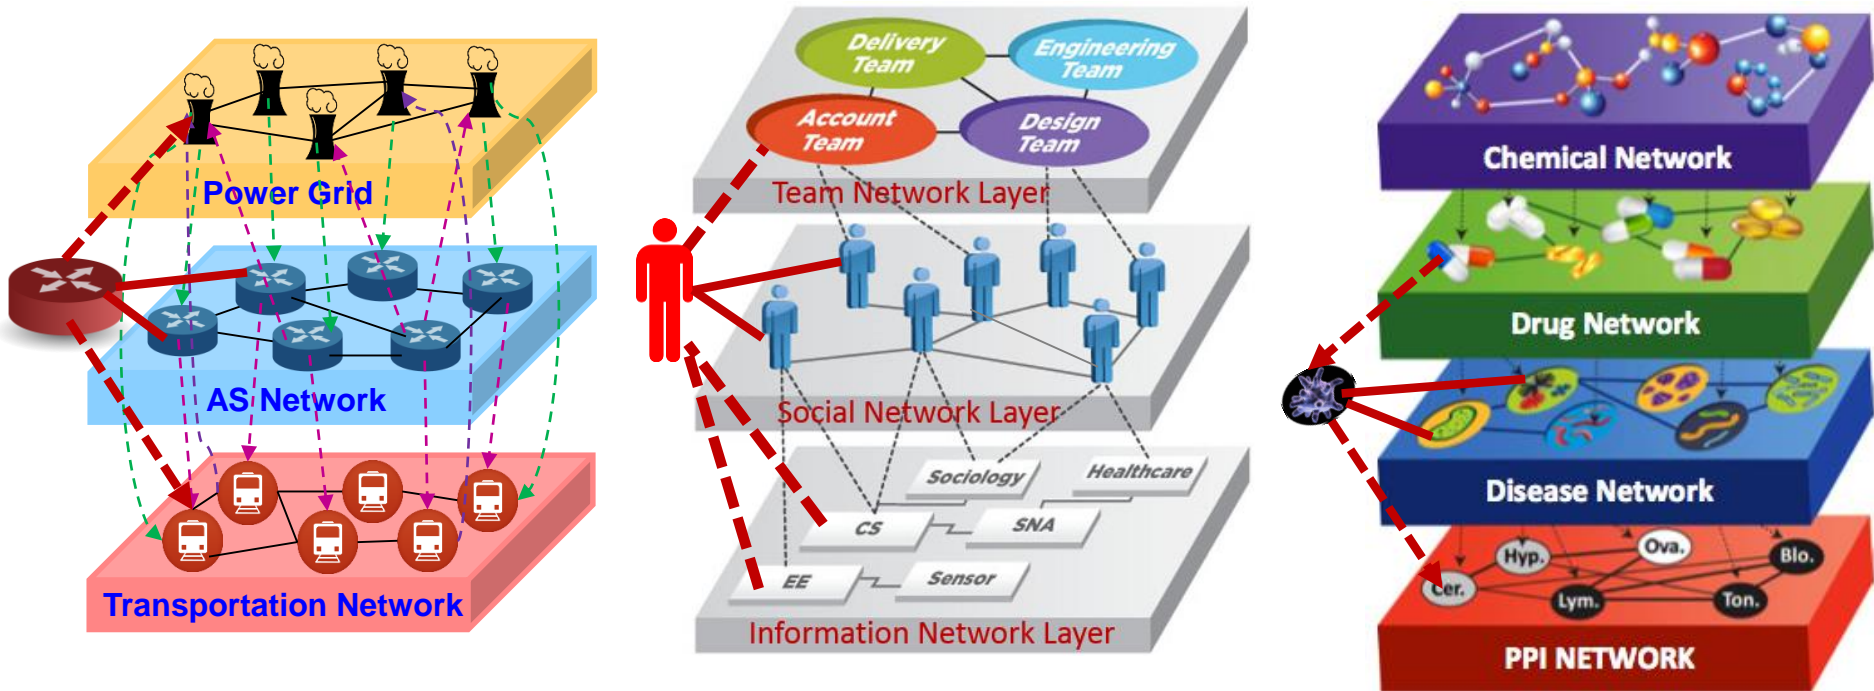 Power Grid
AS Network
Transportation Network
Delivery
Team
Engineering
Team
Account
Team
Design
Team
Team Network Layer
Social Network Layer
Sociology
Healthcare
CS
SNA
EE
Sensor
Information Network Layer
Chemical Network
Drug Network
Disease Network
Hyp.
Ova.
Blo.
Cer.
Lym.
Ton.
PPI NETWORK